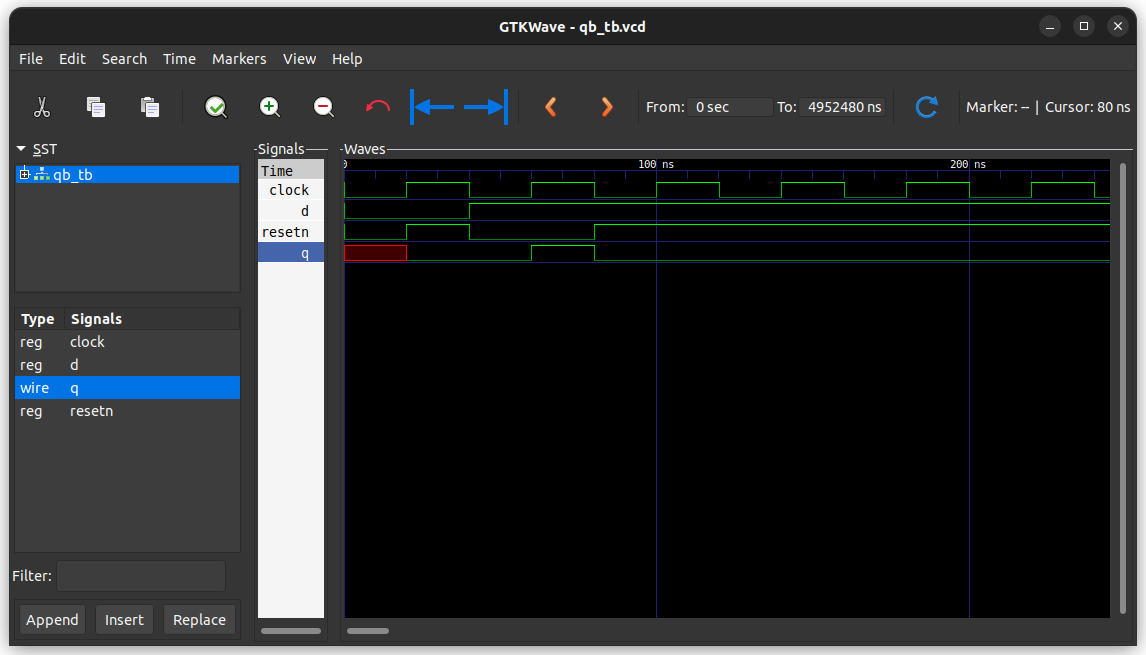 GTKWave - qb_tb.vcd
File Edit Search Time Markers View Help
From: 0 sec To: 4952480 ns Marker: -- | Cursor: 80 ns
SST
qb_tb
Type Signals
reg clock
reg d
wire q
reg resetn
Filter:
Append Insert Replace
Signals
Time
clock
d
resetn
q
Waves
0 100 ns 200 ns